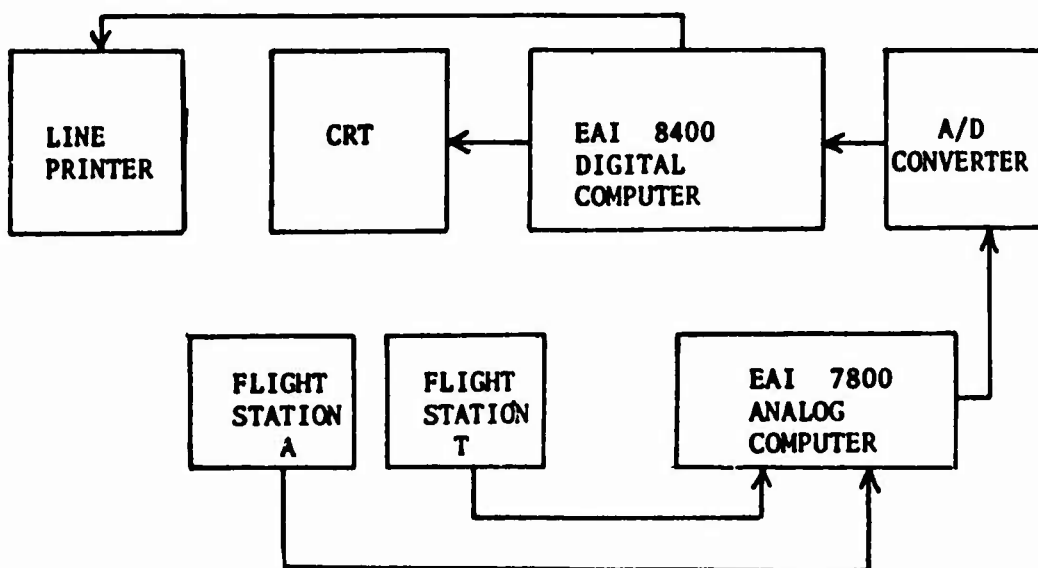 LINE
PRINTER
CRT
EAI 8400
DIGITAL
COMPUTER
A/D
CONVERTER
FLIGHT
STATION
A
FLIGHT
STATION
T
EAI 7800
ANALOG
COMPUTER